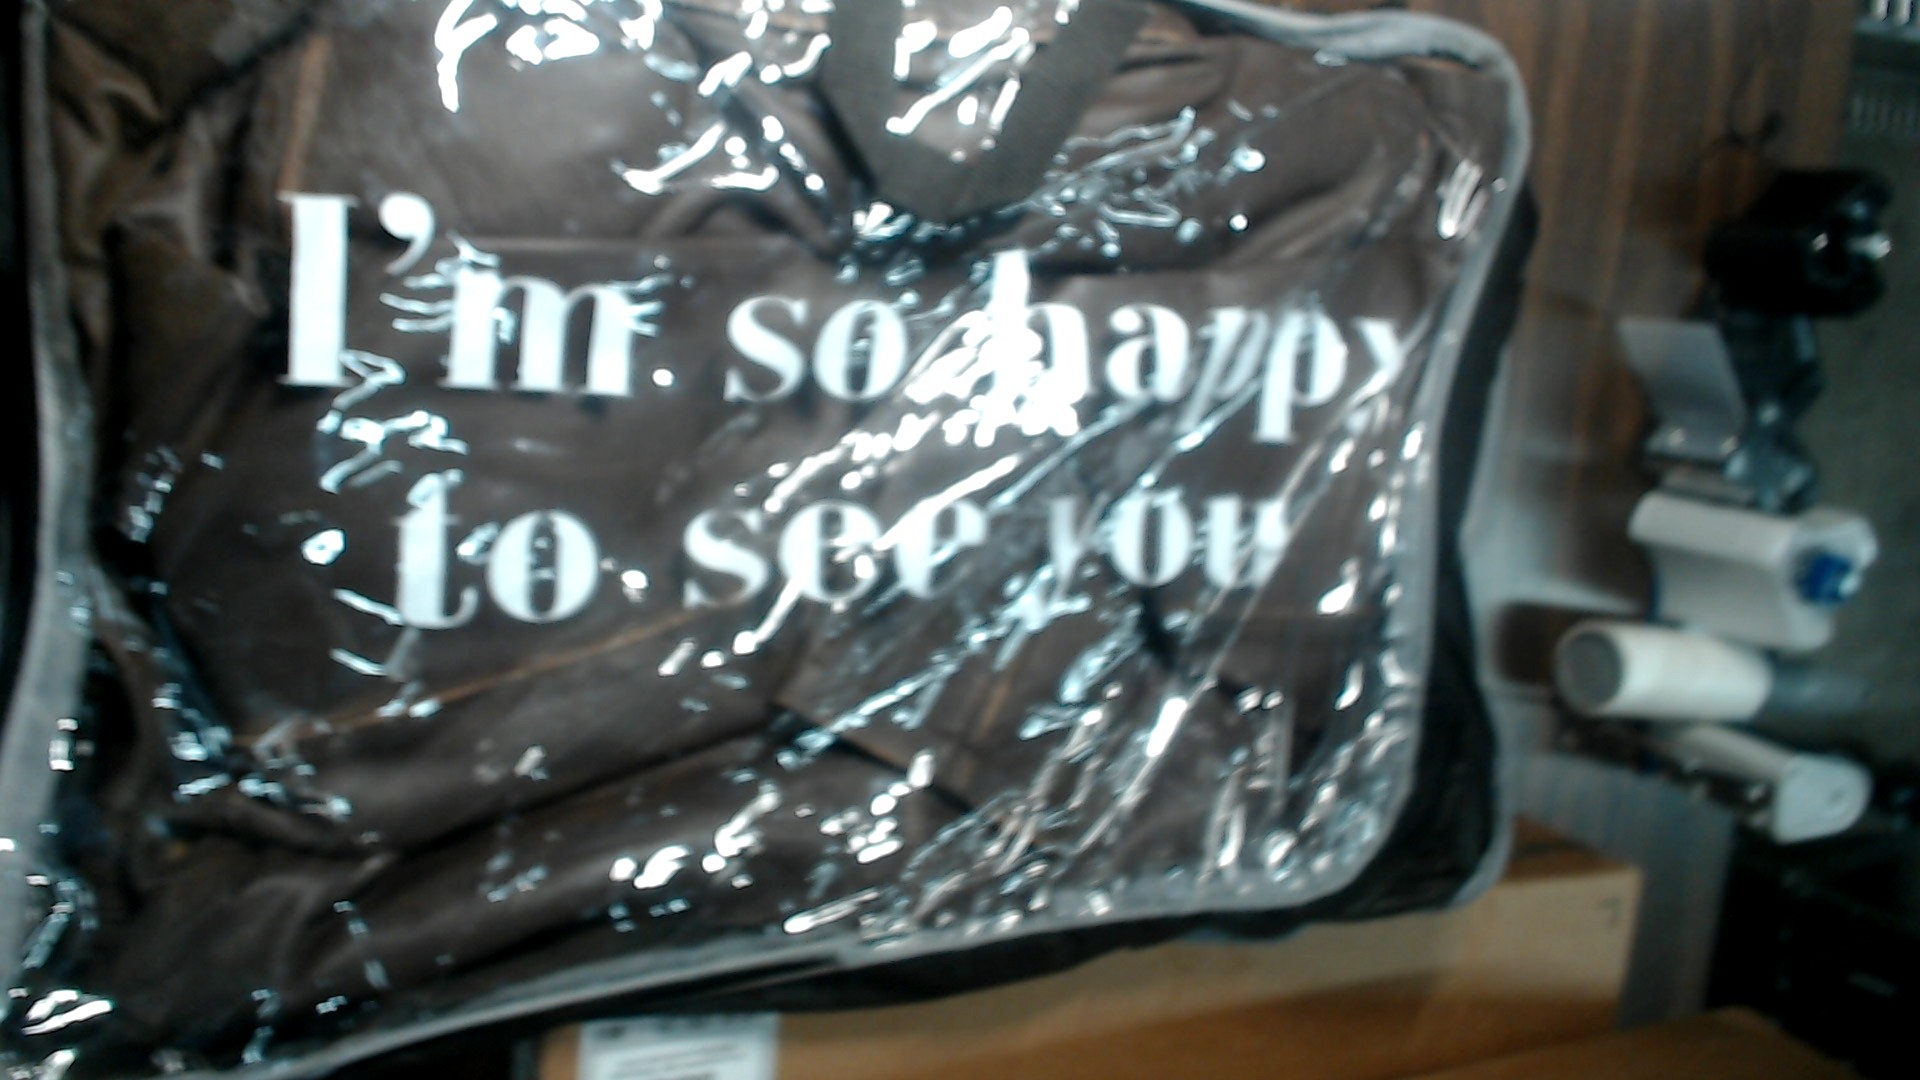 I'm so happy
to see you